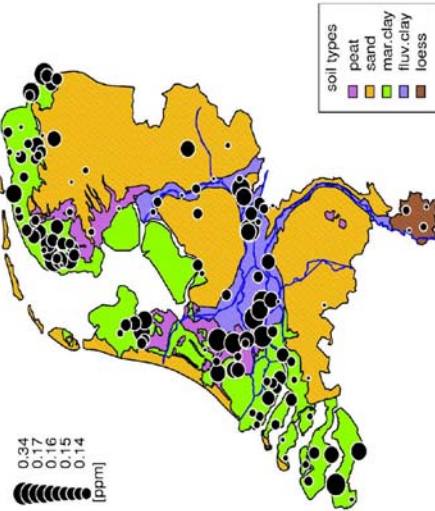 0.34
0.17
0.16
0.15
0.14
[ppm]
soil types
peat
sand
mar.clay
fluv.clay
loess